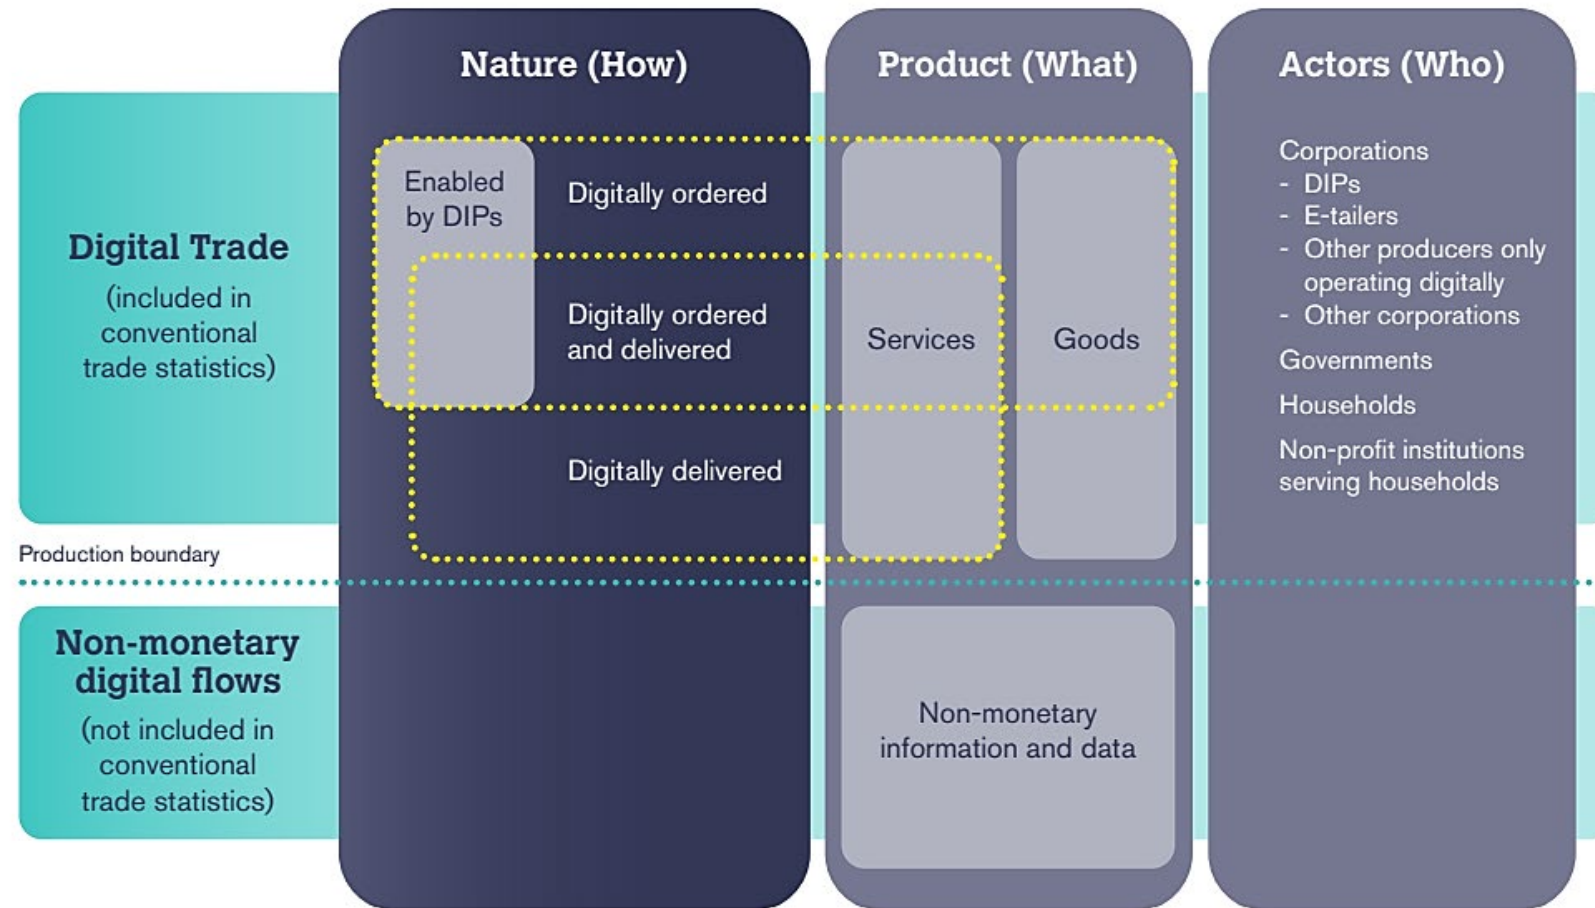 Nature (How)
Product (What)
Actors (Who)
Digital Trade
(included in
conventional
trade statistics)
Enabled
by DIPs
Digitally ordered
Digitally ordered
and delivered
Digitally delivered
Services
Goods
Corporations
- DIPs
- E-tailers
- Other producers only
operating digitally
- Other corporations
Governments
Households
Non-profit institutions
serving households
Production boundary
Non-monetary
digital flows
(not included in
conventional
trade statistics)
Non-monetary
information and data